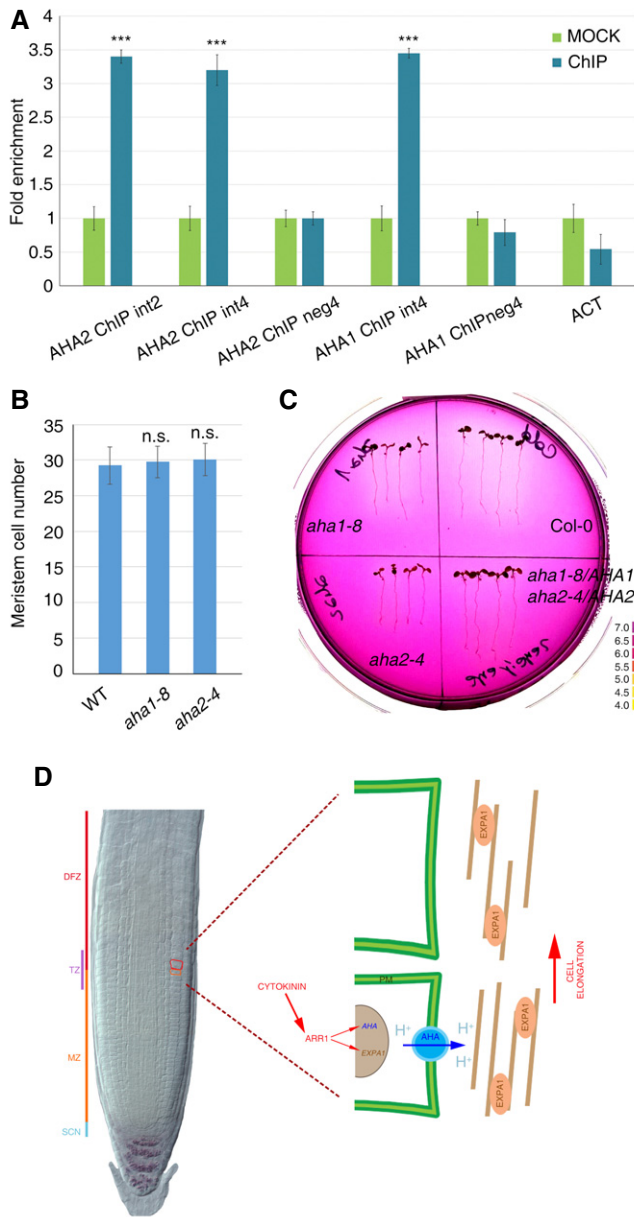 A
4
3.5
3
2.5
2
1.5
1
0.5
0
Fold enrichment
***
***
***
MOCK
ChIP
AHA2 ChIP int2
AHA2 ChIP int4
AHA2 ChIP neg4
AHA1 ChIP int4
AHA1 ChIPneg4
ACT
B
35
30
25
20
15
10
5
0
Meristem cell number
n.s.
n.s.
WT
aha1-8
aha2-4
C
aha1-8
Col-0
aha1-8/AHA1
aha2-4/AHA2
aha2-4
7.0
6.5
6.0
5.5
5.0
4.5
4.0
D
DFZ
TZ
MZ
SCN
CYTOKININ
ARR1
AHA
EXPA1
PM
H+
AHA
H+
H+
EXPA1
EXPA1
EXPA1
EXPA1
CELL
ELONGATION